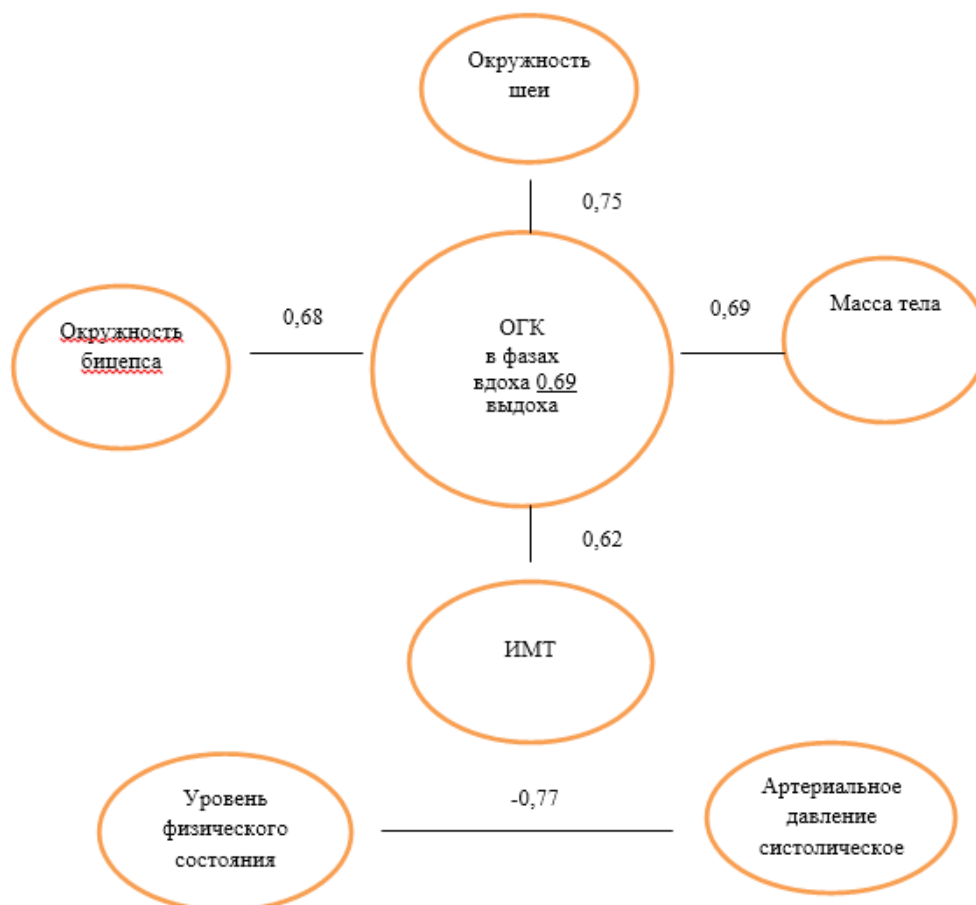 Окружность
шеи
0,75
Окружность
бицепса
0,68
ОГК
в фазах
вдоха 0,69
выдоха
0,69
Масса тела
0,62
ИМТ
Уровень
физического
состояния
-0,77
Артериальное
давление
систолическое